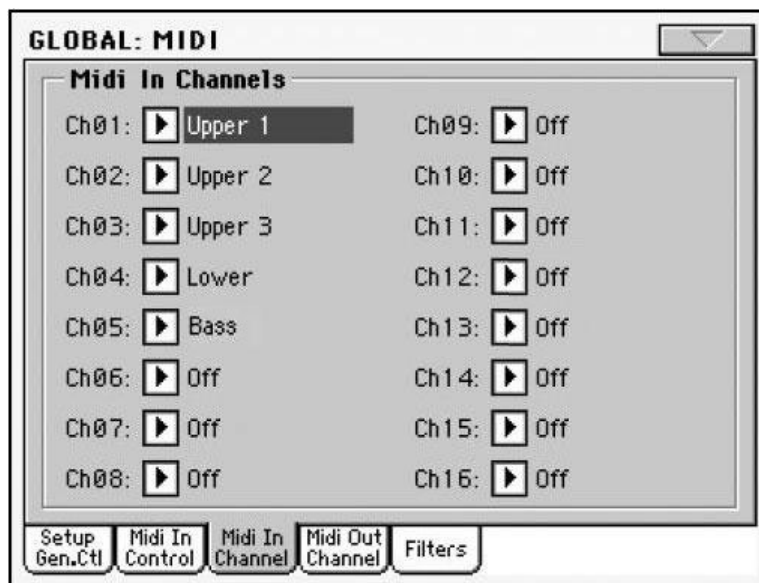 GLOBAL: MIDI
Midi In Channels
Ch01: Upper 1
Ch02: Upper 2
Ch03: Upper 3
Ch04: Lower
Ch05: Bass
Ch06: Off
Ch07: Off
Ch08: Off
Ch09: Off
Ch10: Off
Ch11: Off
Ch12: Off
Ch13: Off
Ch14: Off
Ch15: Off
Ch16: Off
Setup Gen.Ctl
Midi In Control
Midi In Channel
Midi Out Channel
Filters